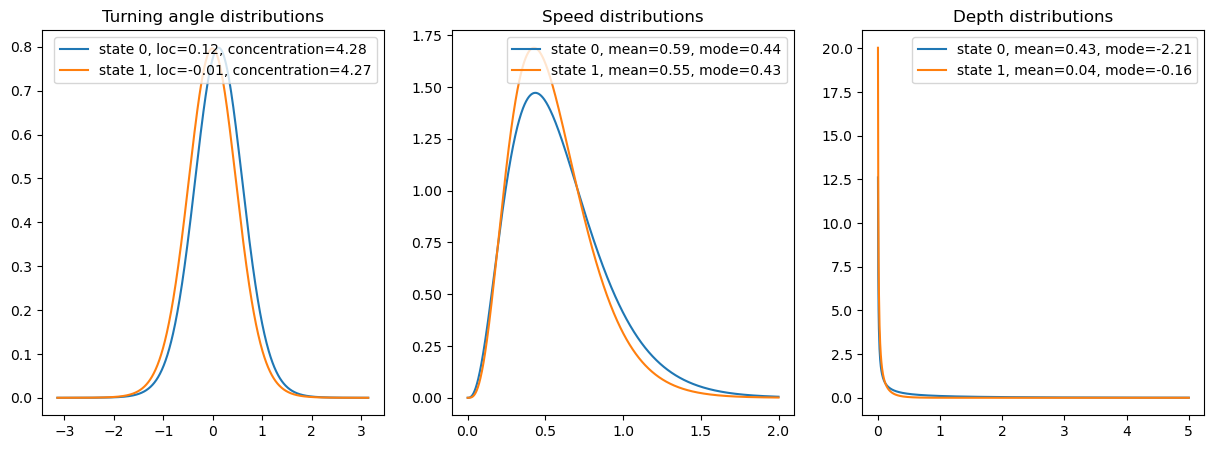 Turning angle distributions
state 0, loc=0.12, concentration=4.28
state 1, loc=-0.01, concentration=4.27
0.8
0.7
0.6
0.5
0.4
0.3
0.2
0.1
0.0
−3 −2 −1 0 1 2 3
Speed distributions
state 0, mean=0.59, mode=0.44
state 1, mean=0.55, mode=0.43
1.75
1.50
1.25
1.00
0.75
0.50
0.25
0.00
0.0 0.5 1.0 1.5 2.0
Depth distributions
state 0, mean=0.43, mode=-2.21
state 1, mean=0.04, mode=-0.16
20.0
17.5
15.0
12.5
10.0
7.5
5.0
2.5
0.0
0 1 2 3 4 5